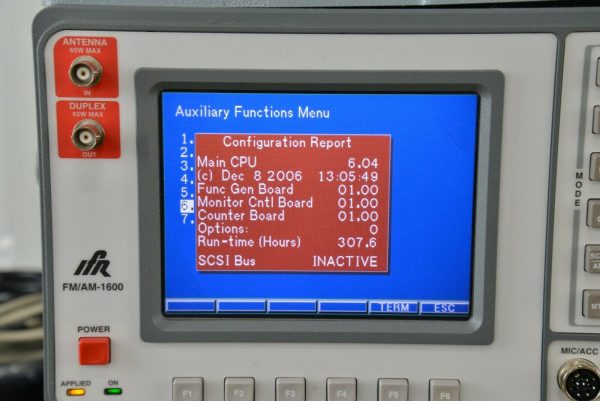 ANTENNA
65W MAX
IN
DUPLEX
65W MAX
OUT
IFR
FM/AM-1600
POWER
APPLIED ON
Auxiliary Functions Menu
1.
2.
3.
4.
5.
6.
7.
Configuration Report
Main CPU 6.04
(c) Dec 8 2006 13:05:49
Func Gen Board 01.00
Monitor Cntl Board 01.00
Counter Board 01.00
Options: 0
Run-time (Hours) 307.6
SCSI Bus INACTIVE
TERM ESC
F1 F2 F3 F4 F5 F6
MODE
MIC/ACC